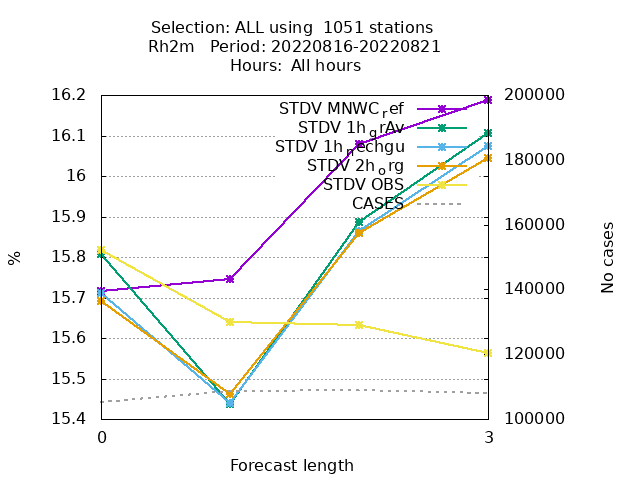 Selection: ALL using  1051 stations
Rh2m   Period: 20220816-20220821
Hours:  All hours
STDV MNWC_ref
STDV 1h_grAv
STDV 1h_nechgu
STDV 2h_org
STDV OBS
CASES
16.2
16.1
16
15.9
15.8
15.7
15.6
15.5
15.4
%
200000
180000
160000
140000
120000
100000
No cases
0
3
Forecast length